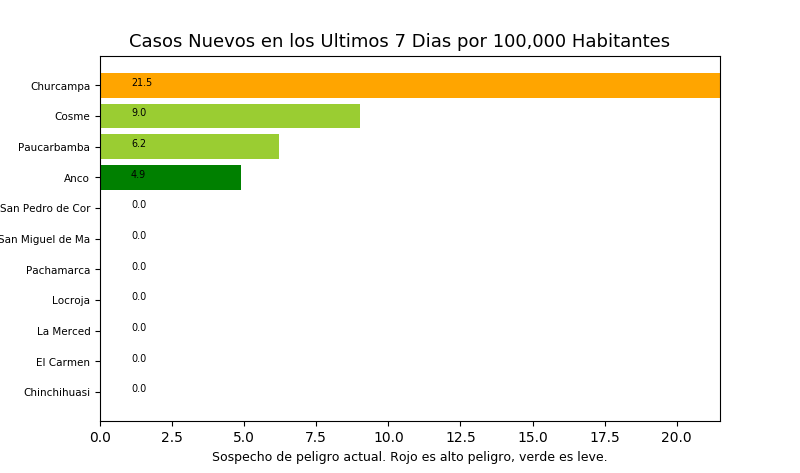 Casos Nuevos en los Ultimos 7 Dias por 100,000 Habitantes
Churcampa 21.5
Cosme 9.0
Paucarbamba 6.2
Anco 4.9
San Pedro de Cor 0.0
San Miguel de Ma 0.0
Pachamarca 0.0
Locroja 0.0
La Merced 0.0
El Carmen 0.0
Chinchihuasi 0.0
0.0 2.5 5.0 7.5 10.0 12.5 15.0 17.5 20.0
Sospecho de peligro actual. Rojo es alto peligro, verde es leve.